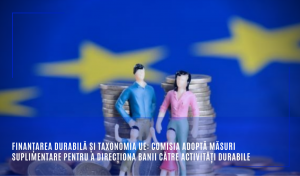 FINANȚAREA DURABILĂ ȘI TAXONOMIA UE: COMISIA ADOPTĂ MĂSURI
SUPLIMENTARE PENTRU A DIRECȚIONA BANII CĂTRE ACTIVITĂȚI DURABILE